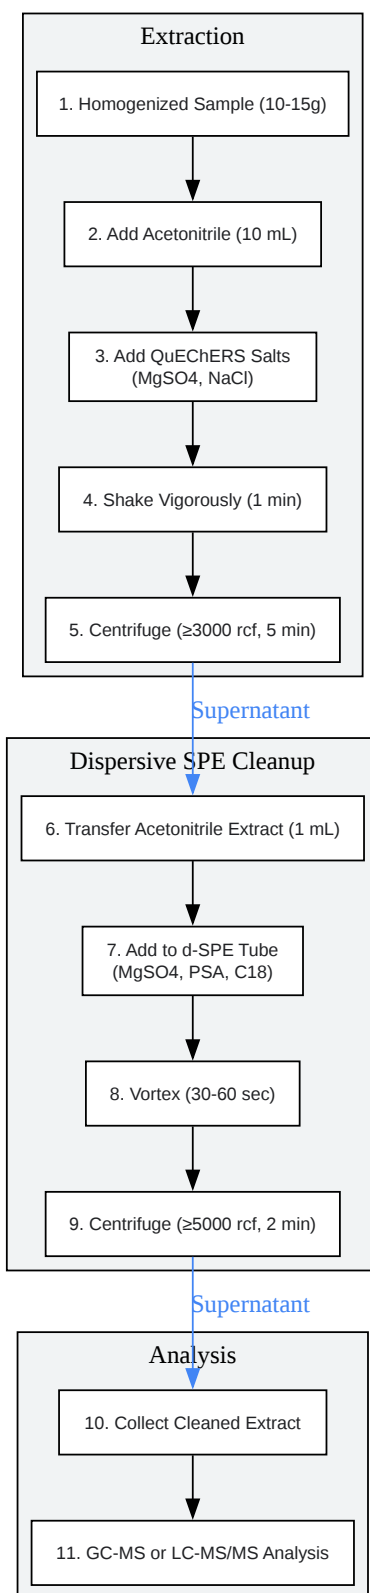 Extraction
1. Homogenized Sample (10-15g)
2. Add Acetonitrile (10 mL)
3. Add QuEChERS Salts
(MgSO4, NaCl)
4. Shake Vigorously (1 min)
5. Centrifuge (≥3000 rcf, 5 min)
Supernatant
Dispersive SPE Cleanup
6. Transfer Acetonitrile Extract (1 mL)
7. Add to d-SPE Tube
(MgSO4, PSA, C18)
8. Vortex (30-60 sec)
9. Centrifuge (≥5000 rcf, 2 min)
Supernatant
Analysis
10. Collect Cleaned Extract
11. GC-MS or LC-MS/MS Analysis